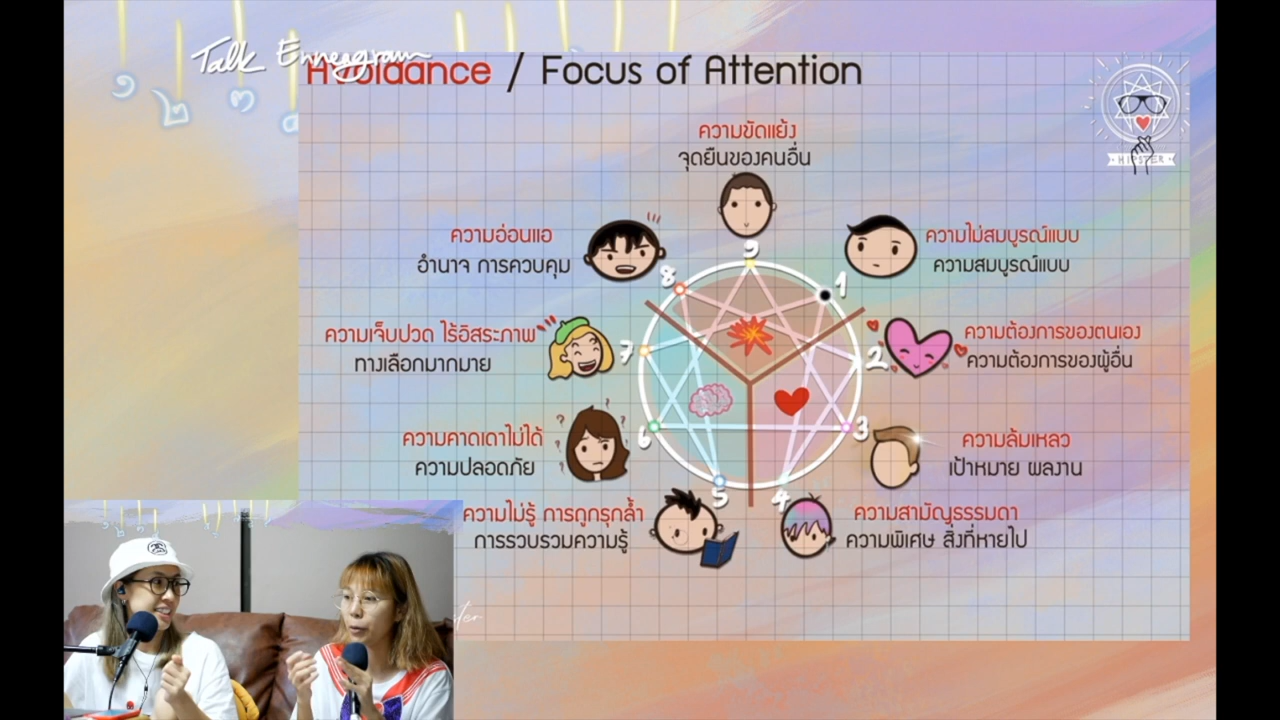 Talk Enneagram
Avoidance / Focus of Attention
๑ ๒ ๓
HIPSTER
ความขัดแย้ง
จุดยืนของคนอื่น
ความอ่อนแอ
อำนาจ การควบคุม
ความไม่สมบูรณ์แบบ
ความสมบูรณ์แบบ
9
8
1
ความเจ็บปวด ไร้อิสระภาพ
ทางเลือกมากมาย
7
2
ความต้องการของตนเอง
ความต้องการของผู้อื่น
ความคาดเดาไม่ได้
ความปลอดภัย
6
3
ความล้มเหลว
เป้าหมาย ผลงาน
5
4
ความไม่รู้ การถูกรุกล้ำ
การรวบรวมความรู้
ความสามัญธรรมดา
ความพิเศษ สิ่งที่หายไป